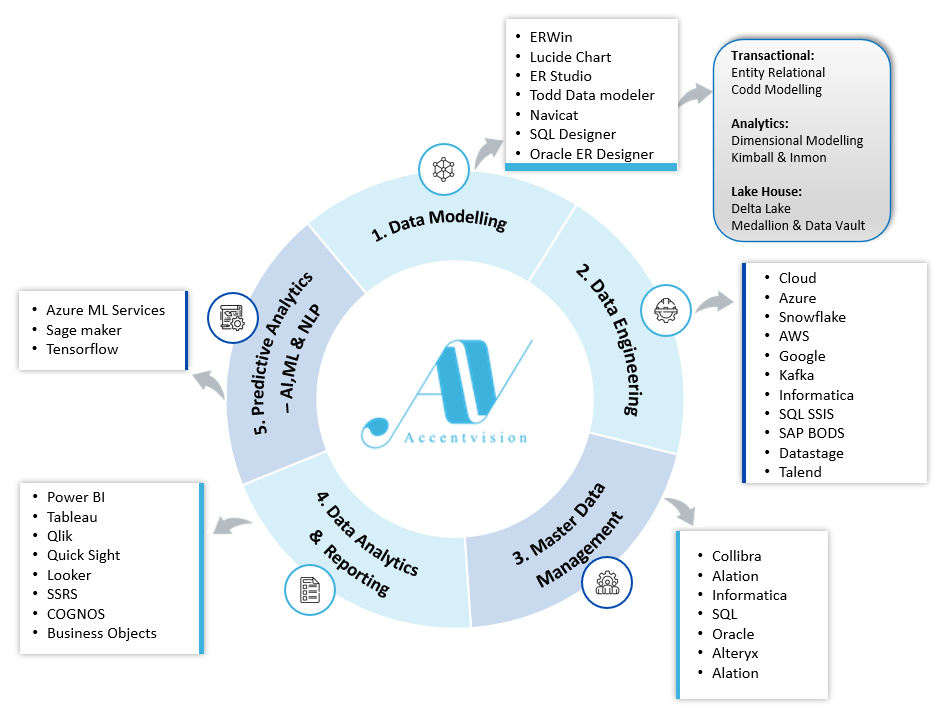 • ERWin
• Lucide Chart
• ER Studio
• Todd Data modeler
• Navicat
• SQL Designer
• Oracle ER Designer
Transactional:
Entity Relational
Codd Modelling
Analytics:
Dimensional Modelling
Kimball & Inmon
Lake House:
Delta Lake
Medallion & Data Vault
1. Data Modelling
2. Data Engineering
• Cloud
• Azure
• Snowflake
• AWS
• Google
• Kafka
• Informatica
• SQL SSIS
• SAP BODS
• Datastage
• Talend
3. Master Data
Management
• Collibra
• Alation
• Informatica
• SQL
• Oracle
• Alteryx
• Alation
4. Data Analytics
& Reporting
• Power BI
• Tableau
• Qlik
• Quick Sight
• Looker
• SSRS
• COGNOS
• Business Objects
5. Predictive Analytics
– AI,ML & NLP
• Azure ML Services
• Sage maker
• Tensorflow
AV
Accentvision